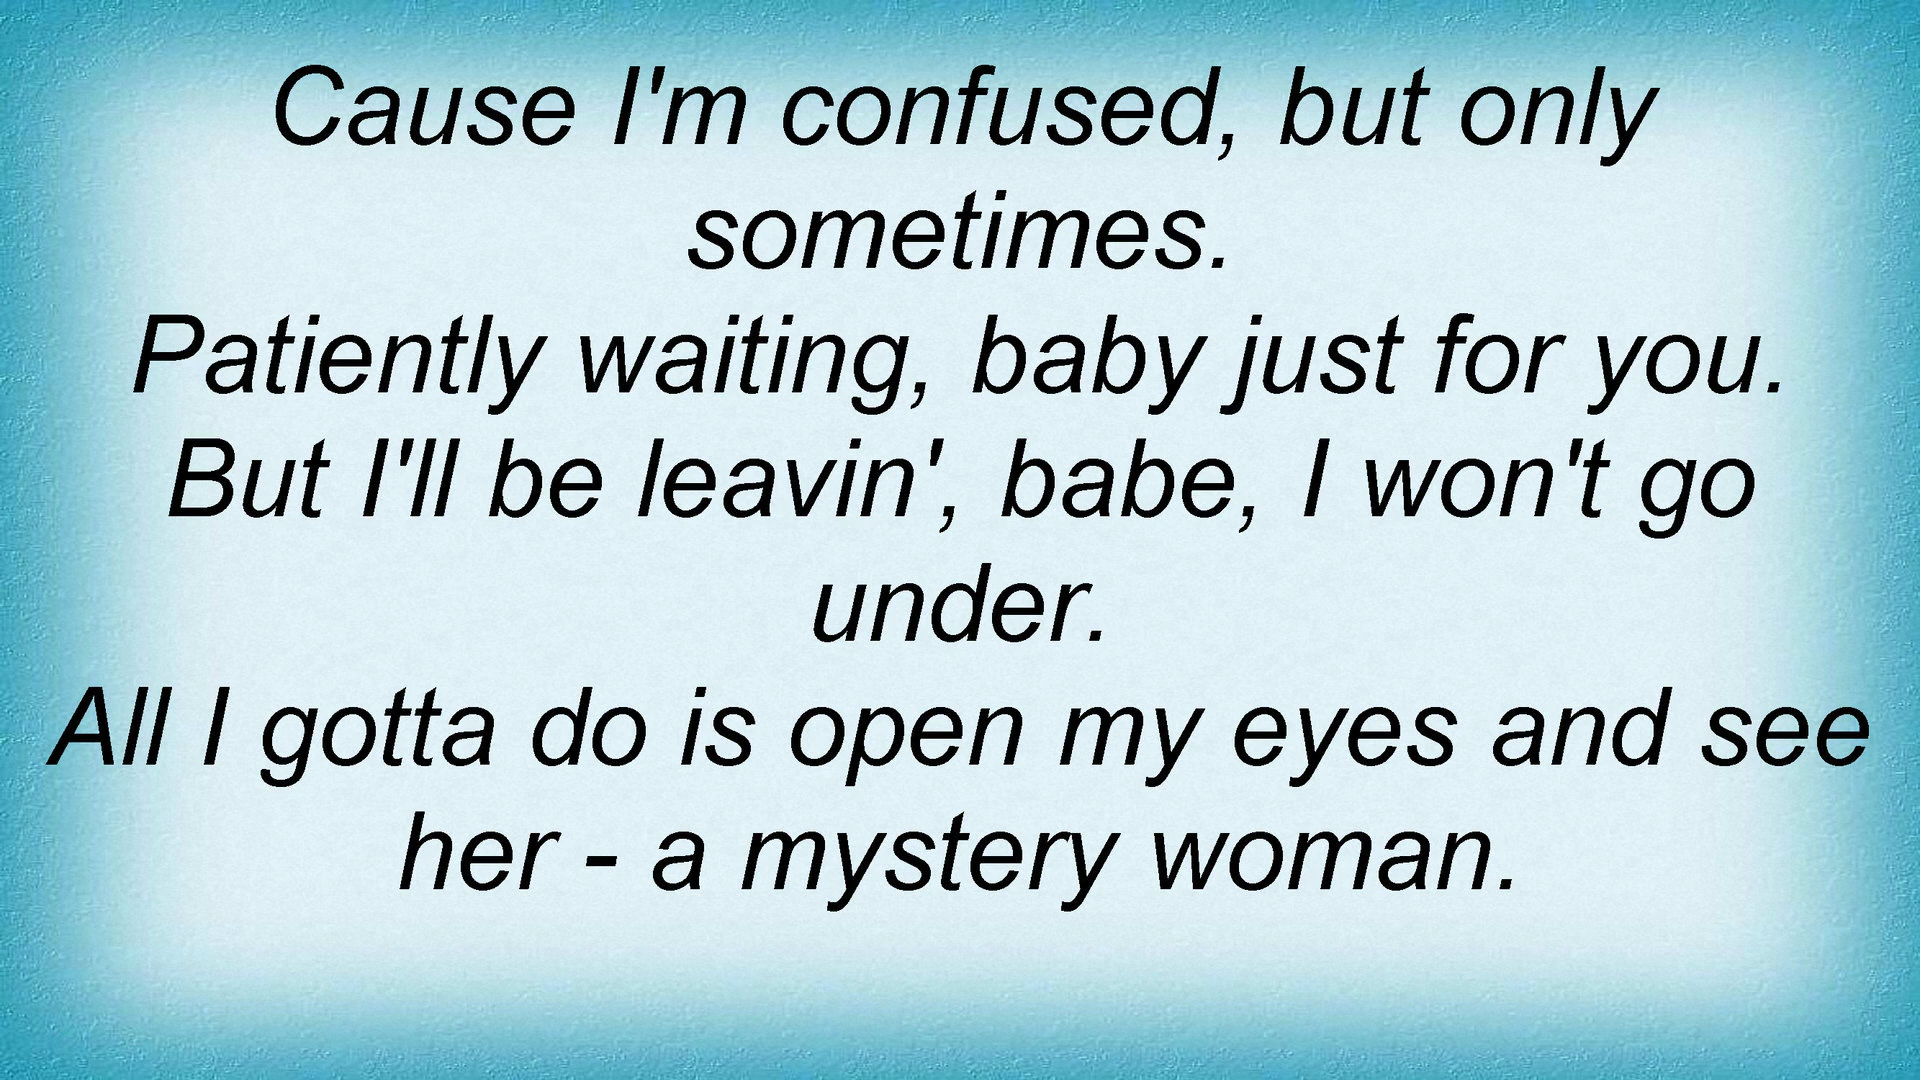 Cause I'm confused, but only
sometimes.
Patiently waiting, baby just for you.
But I'll be leavin', babe, I won't go
under.
All I gotta do is open my eyes and see
her - a mystery woman.